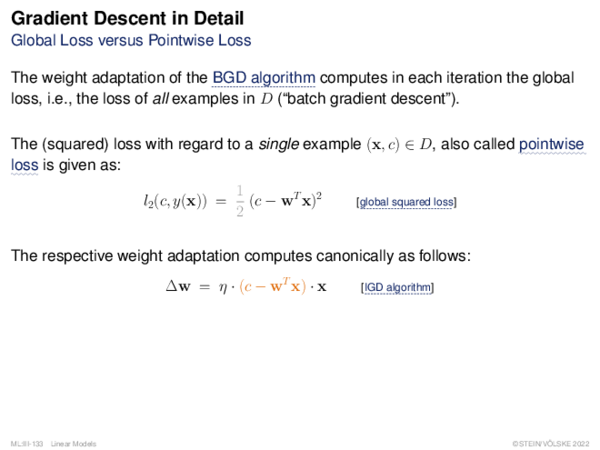 Gradient Descent in Detail
Global Loss versus Pointwise Loss
The weight adaptation of the BGD algorithm computes in each iteration the global
loss, i.e., the loss of all examples in D (“batch gradient descent”).
The (squared) loss with regard to a single example (x, c) ∈ D, also called pointwise
loss is given as:
l₂(c, y(x)) = 1/2 (c − wᵀx)² [global squared loss]
The respective weight adaptation computes canonically as follows:
Δw = η · (c − wᵀx) · x [IGD algorithm]
ML:III-133 Linear Models ©STEIN/VÖLSKE 2022